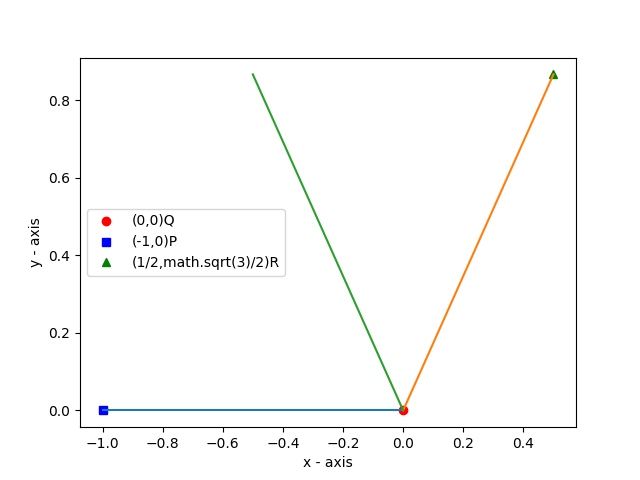 0.8
0.6
0.4
0.2
0.0
y - axis
(0,0)Q
(-1,0)P
(1/2,math.sqrt(3)/2)R
−1.0 −0.8 −0.6 −0.4 −0.2 0.0 0.2 0.4
x - axis